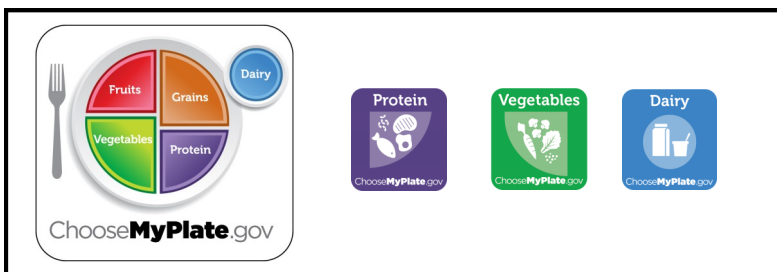 Fruits
Grains
Dairy
Vegetables
Protein
ChooseMyPlate.gov
Protein
ChooseMyPlate.gov
Vegetables
ChooseMyPlate.gov
Dairy
ChooseMyPlate.gov